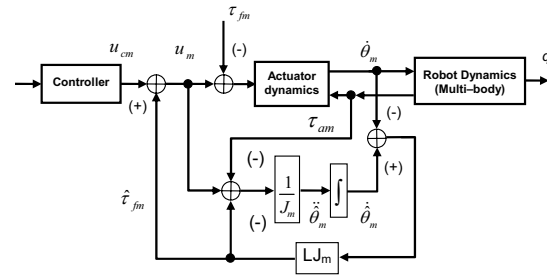 τ_fm
u_cm
u_m
(-)
θ̇_m
q
Controller
(+)
Actuator
dynamics
Robot Dynamics
(Multi–body)
(-)
τ_am
(-)
(+)
τ̂_fm
(-)
1/J_m
∫
θ̂̈_m
θ̂̇_m
LJ_m